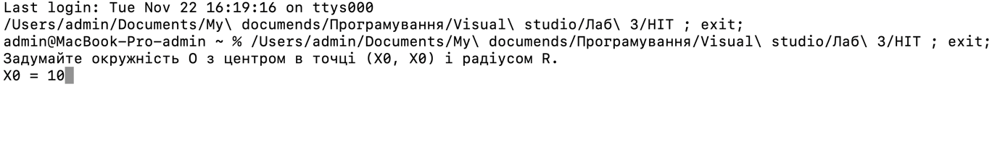 Last login: Tue Nov 22 16:19:16 on ttys000
/Users/admin/Documents/My\ documends/Програмування/Visual\ studio/Лаб\ 3/HIT ; exit;
admin@MacBook-Pro-admin ~ % /Users/admin/Documents/My\ documends/Програмування/Visual\ studio/Лаб\ 3/HIT ; exit;
Задумайте окружність О з центром в точці (X0, X0) і радіусом R.
X0 = 10